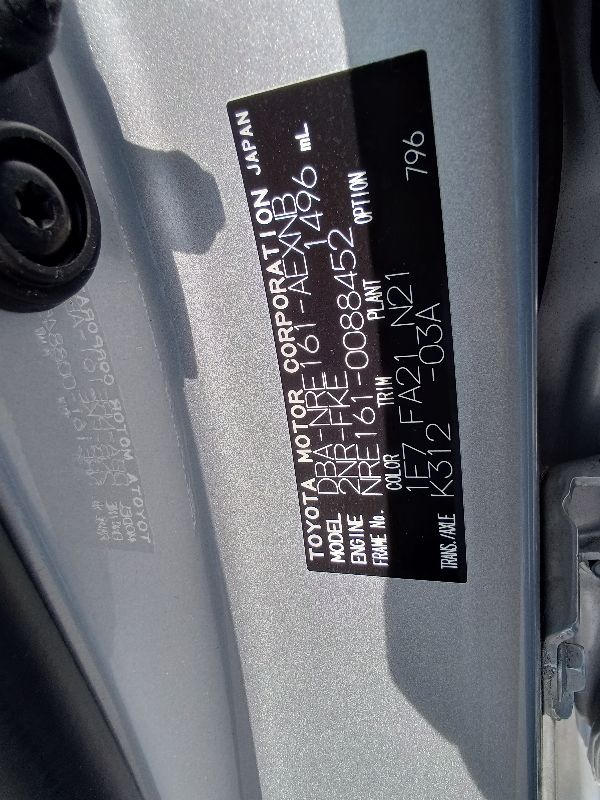 TOYOTA MOTOR CORPORATION JAPAN
MODEL DBA-NRE161-AEXNB
ENGINE 2NR-FKE 1496 mL
FRAME No. NRE161-0088452
COLOR TRIM PLANT OPTION
1F7 FA21 N21 796
TRANS./AXLE K312 -03A